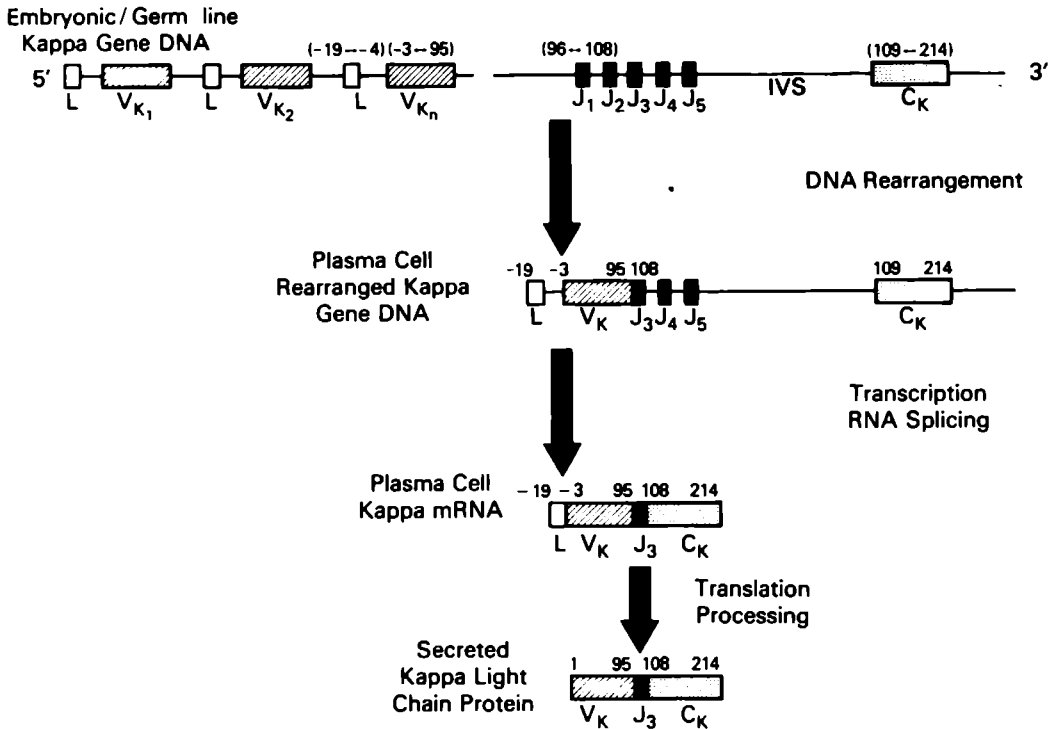 Embryonic / Germ line
Kappa Gene DNA
(-19--4) (-3--95) (96--108) (109--214)
5' 3'
L VK1 L VK2 L VKn J1 J2 J3 J4 J5 IVS CK
DNA Rearrangement
Plasma Cell
Rearranged Kappa
Gene DNA
-19 -3 95 108 109 214
L VK J3 J4 J5 CK
Transcription
RNA Splicing
Plasma Cell
Kappa mRNA
-19 -3 95 108 214
L VK J3 CK
Translation
Processing
Secreted
Kappa Light
Chain Protein
1 95 108 214
VK J3 CK